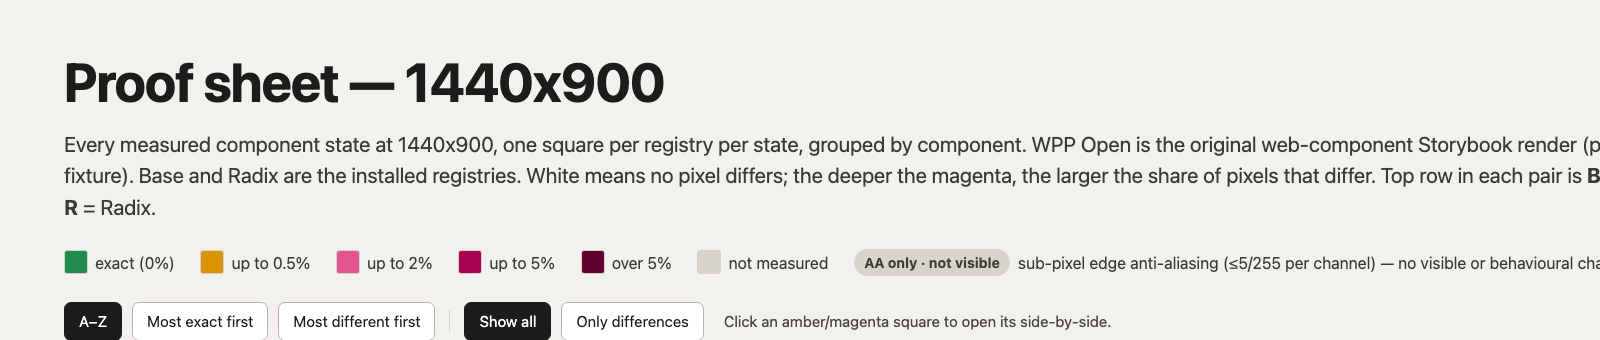 Proof sheet — 1440x900
Every measured component state at 1440x900, one square per registry per state, grouped by component. WPP Open is the original web-component Storybook render (p
fixture). Base and Radix are the installed registries. White means no pixel differs; the deeper the magenta, the larger the share of pixels that differ. Top row in each pair is B
R = Radix.
exact (0%) up to 0.5% up to 2% up to 5% over 5% not measured AA only · not visible sub-pixel edge anti-aliasing (≤5/255 per channel) — no visible or behavioural cha
A–Z Most exact first Most different first Show all Only differences Click an amber/magenta square to open its side-by-side.